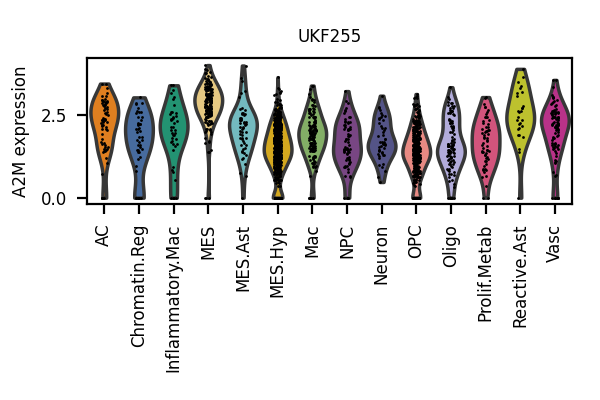 UKF255
A2M expression
2.5
0.0
AC
Chromatin.Reg
Inflammatory.Mac
MES
MES.Ast
MES.Hyp
Mac
NPC
Neuron
OPC
Oligo
Prolif.Metab
Reactive.Ast
Vasc